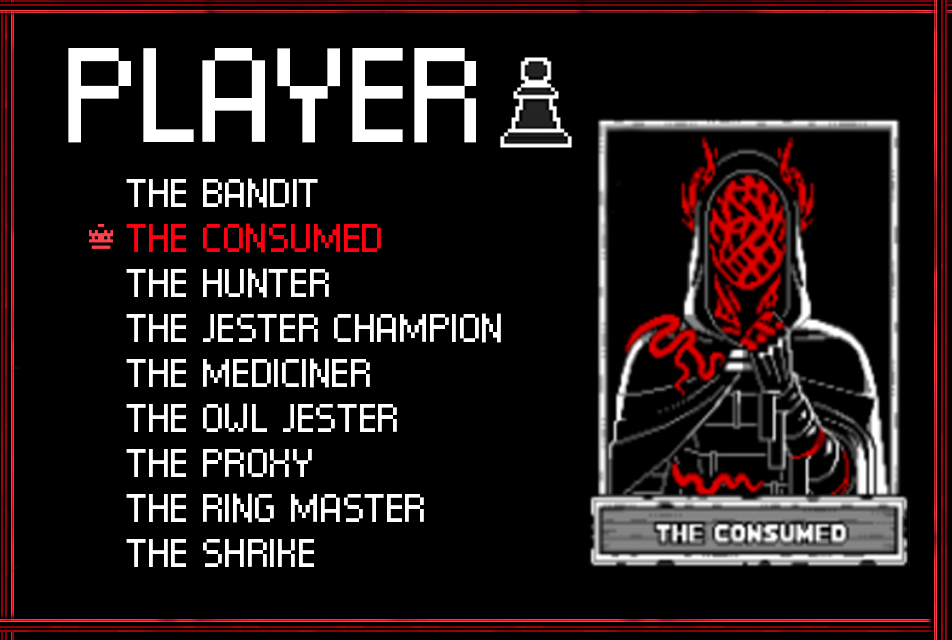 PLAYER
THE BANDIT
THE CONSUMED
THE HUNTER
THE JESTER CHAMPION
THE MEDICINER
THE OWL JESTER
THE PROXY
THE RING MASTER
THE SHRIKE
THE CONSUMED